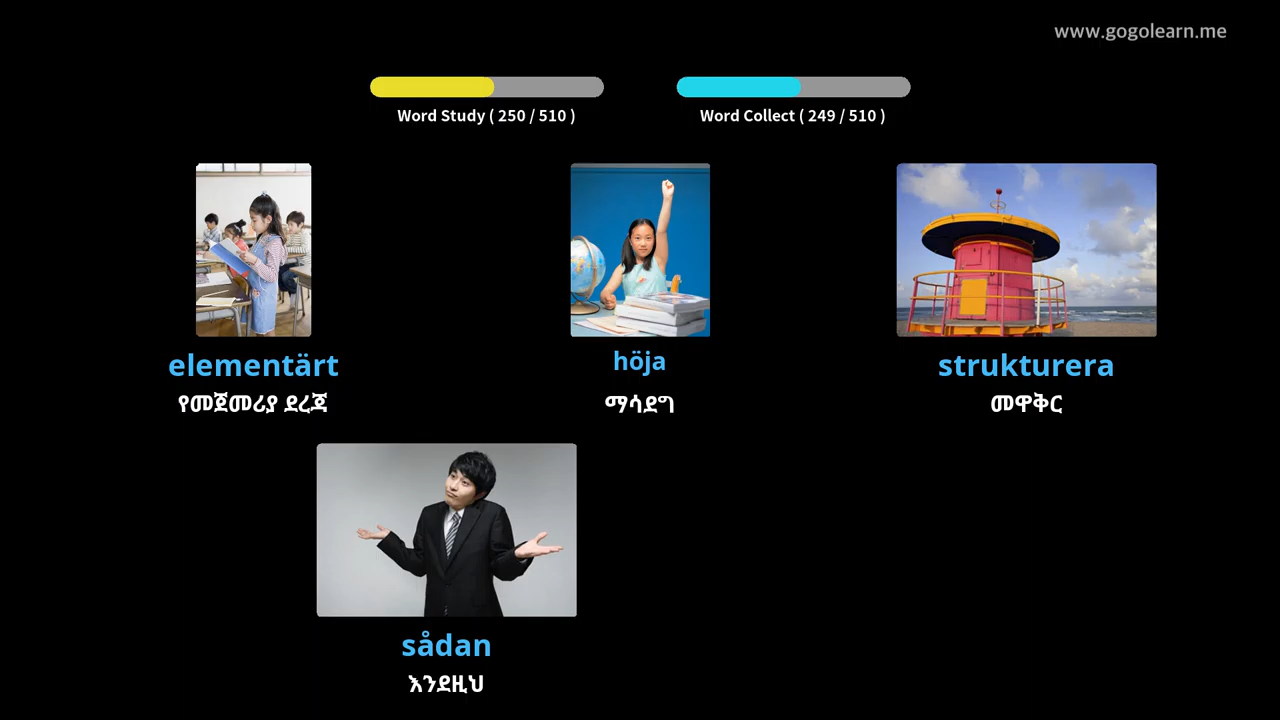 www.gogolearn.me
Word Study ( 250 / 510 )
Word Collect ( 249 / 510 )
elementärt
የመጀመሪያ ደረጃ
höja
ማሳደግ
strukturera
መዋቅር
sådan
እንደዚህ